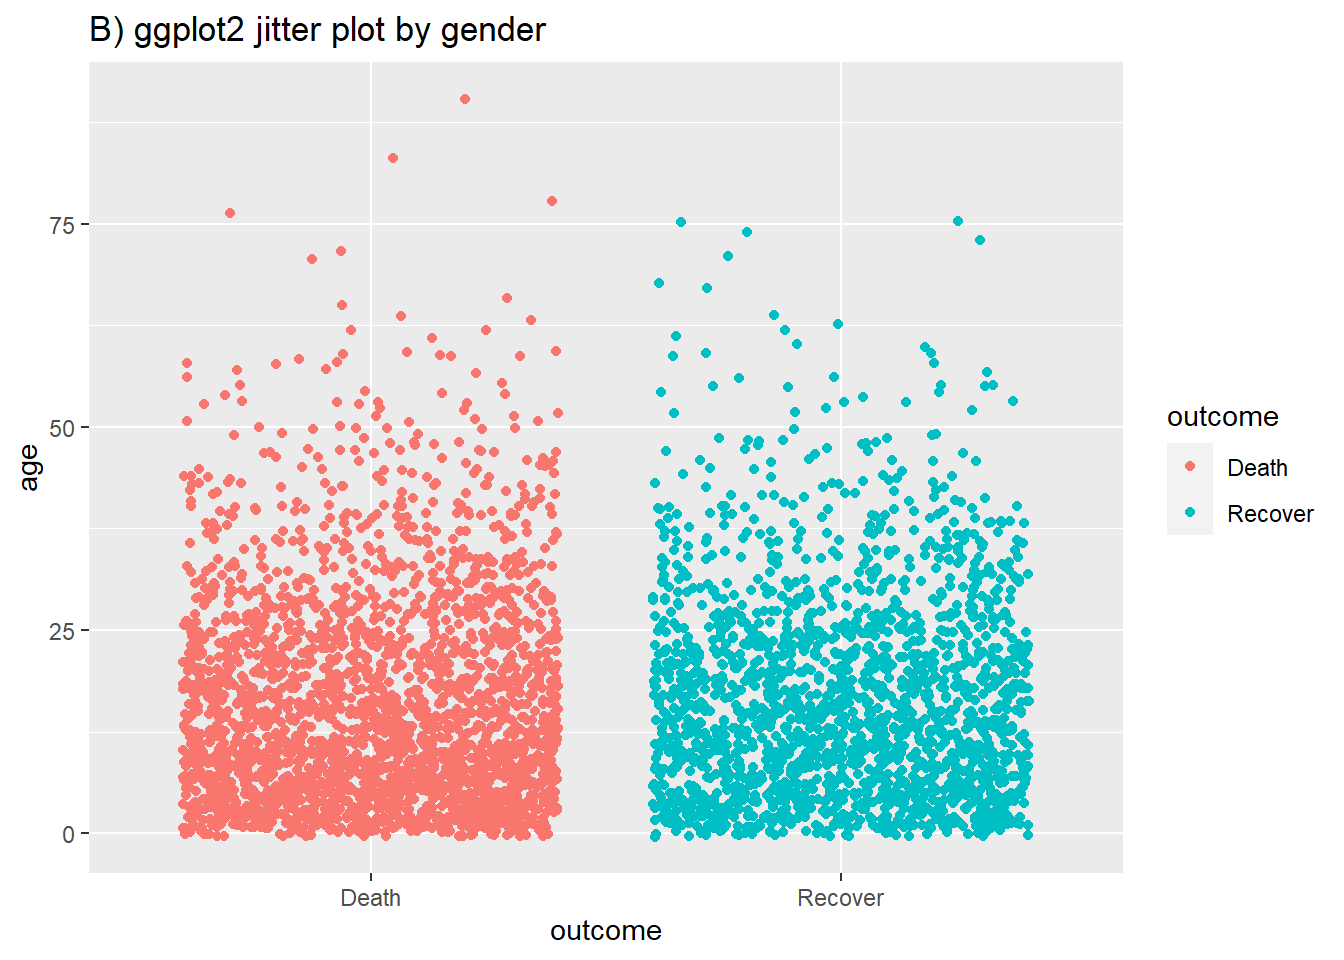 B) ggplot2 jitter plot by gender
75
50
25
0
age
Death
Recover
outcome
outcome
Death
Recover